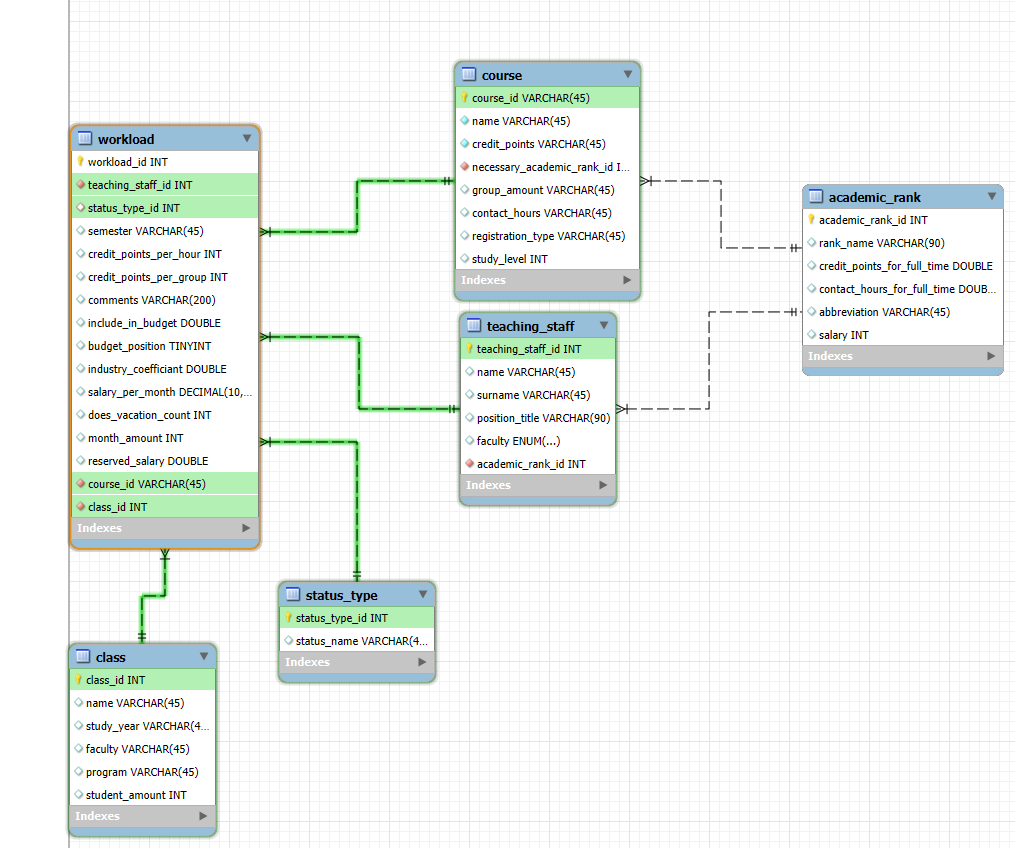 course
course_id VARCHAR(45)
name VARCHAR(45)
credit_points VARCHAR(45)
necessary_academic_rank_id I...
group_amount VARCHAR(45)
contact_hours VARCHAR(45)
registration_type VARCHAR(45)
study_level INT
Indexes
workload
workload_id INT
teaching_staff_id INT
status_type_id INT
semester VARCHAR(45)
credit_points_per_hour INT
credit_points_per_group INT
comments VARCHAR(200)
include_in_budget DOUBLE
budget_position TINYINT
industry_coefficiant DOUBLE
salary_per_month DECIMAL(10,...
does_vacation_count INT
month_amount INT
reserved_salary DOUBLE
course_id VARCHAR(45)
class_id INT
Indexes
academic_rank
academic_rank_id INT
rank_name VARCHAR(90)
credit_points_for_full_time DOUBLE
contact_hours_for_full_time DOUB...
abbreviation VARCHAR(45)
salary INT
Indexes
teaching_staff
teaching_staff_id INT
name VARCHAR(45)
surname VARCHAR(45)
position_title VARCHAR(90)
faculty ENUM(...)
academic_rank_id INT
Indexes
status_type
status_type_id INT
status_name VARCHAR(4...
Indexes
class
class_id INT
name VARCHAR(45)
study_year VARCHAR(4...
faculty VARCHAR(45)
program VARCHAR(45)
student_amount INT
Indexes